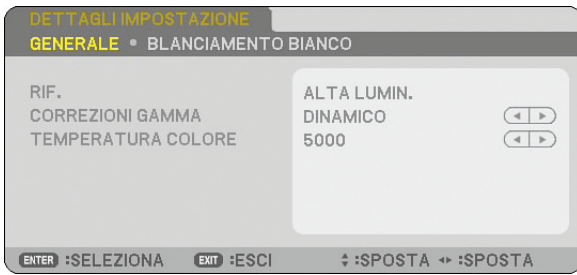 DETTAGLI IMPOSTAZIONE
GENERALE • BLANCIAMENTO BIANCO
RIF. ALTA LUMIN.
CORREZIONI GAMMA DINAMICO
TEMPERATURA COLORE 5000
ENTER :SELEZIONA EXIT :ESCI :SPOSTA :SPOSTA